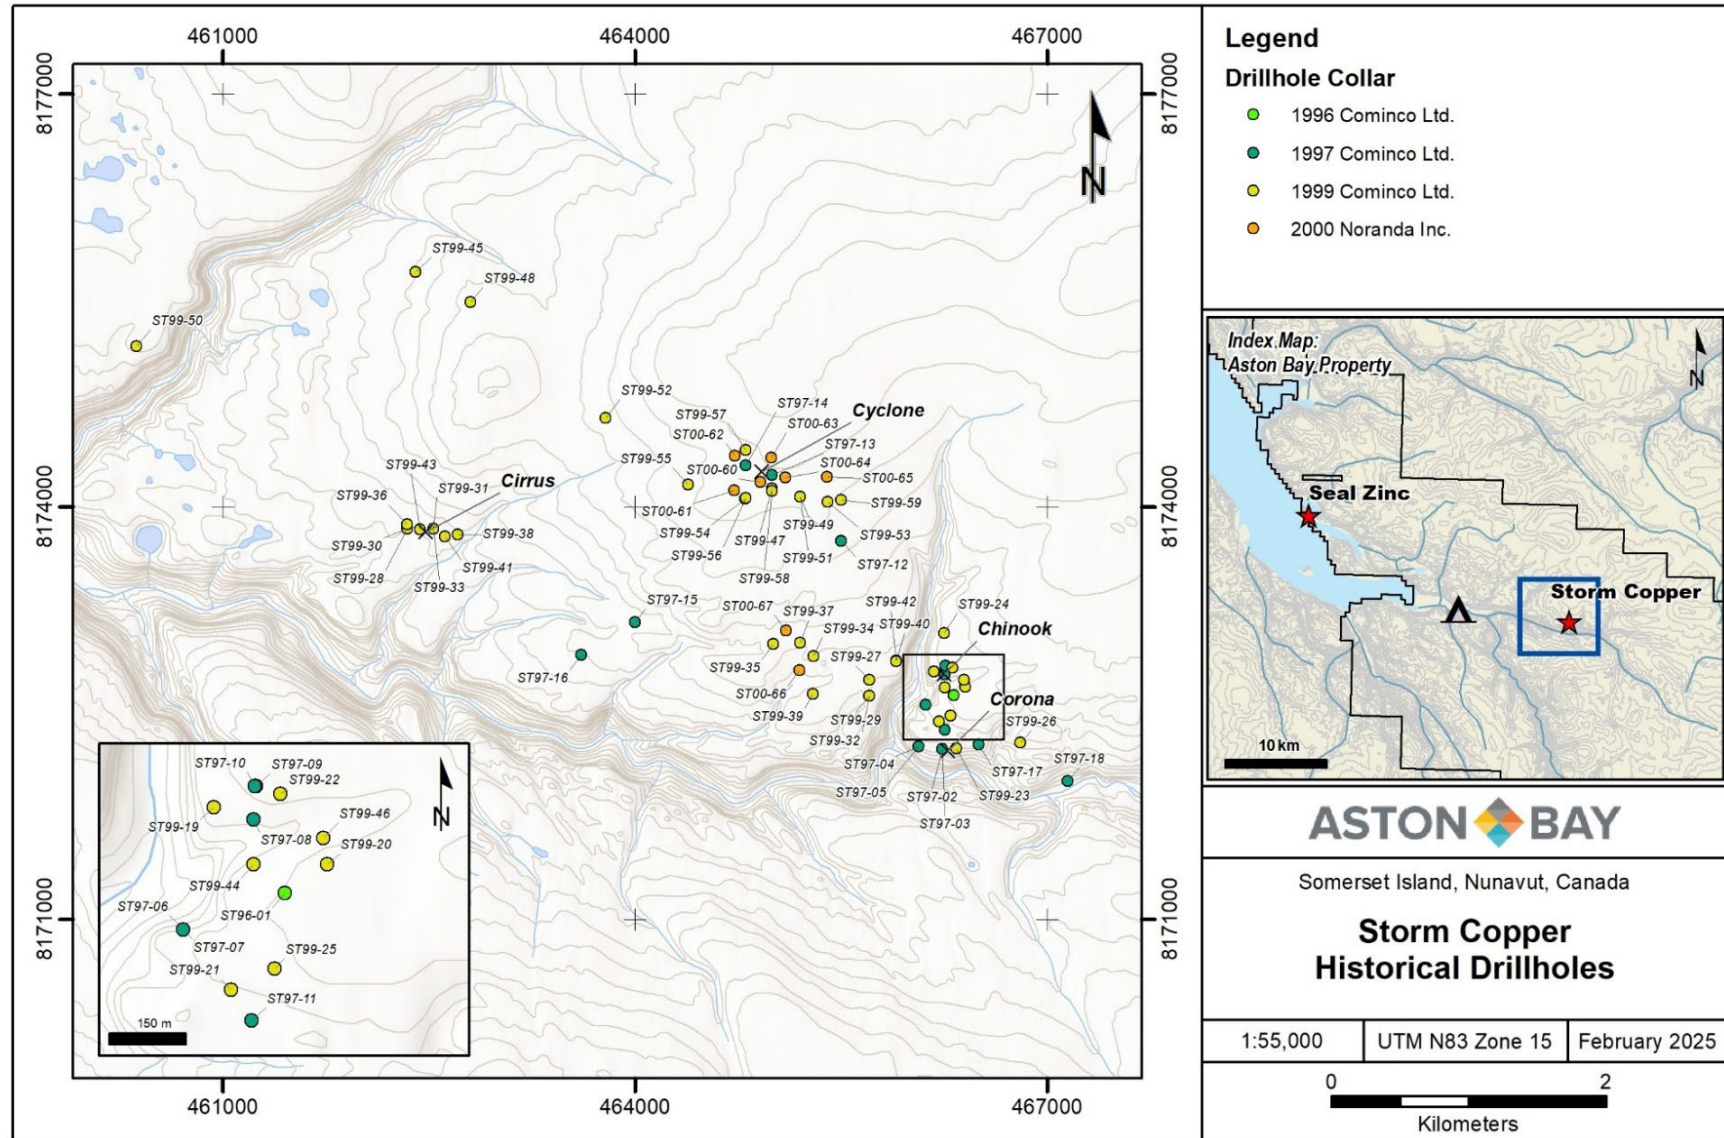 461000
464000
467000
8177000
8177000
N
ST99-45
ST99-48
ST99-50
ST99-52
ST97-14
Cyclone
ST99-57
ST00-63
ST00-62
ST97-13
ST99-43
ST99-55
ST00-60
ST00-64
Cirrus
ST00-65
ST99-36
ST99-31
8174000
8174000
ST00-61
ST99-59
ST99-30
ST99-38
ST99-54
ST99-49
ST99-53
ST99-56
ST99-47
ST99-51
ST97-12
ST99-28
ST99-41
ST99-33
ST99-58
ST97-15
ST00-67
ST99-37
ST99-42
ST99-24
ST99-34
ST99-40
Chinook
ST99-35
ST99-27
ST97-16
ST00-66
Corona
ST99-39
ST99-29
ST99-26
ST99-32
ST97-04
ST97-17
ST97-18
ST97-05
ST97-02
ST99-23
ST97-03
ST97-10
ST97-09
ST99-22
N
ST99-46
ST99-19
ST97-08
ST99-20
ST99-44
ST97-06
ST96-01
ST97-07
ST99-25
ST99-21
ST97-11
150 m
8171000
8171000
461000
464000
467000
Legend
Drillhole Collar
1996 Cominco Ltd.
1997 Cominco Ltd.
1999 Cominco Ltd.
2000 Noranda Inc.
Index Map:
Aston Bay Property
N
Seal Zinc
Storm Copper
10 km
ASTON BAY
Somerset Island, Nunavut, Canada
Storm Copper
Historical Drillholes
1:55,000
UTM N83 Zone 15
February 2025
0
2
Kilometers